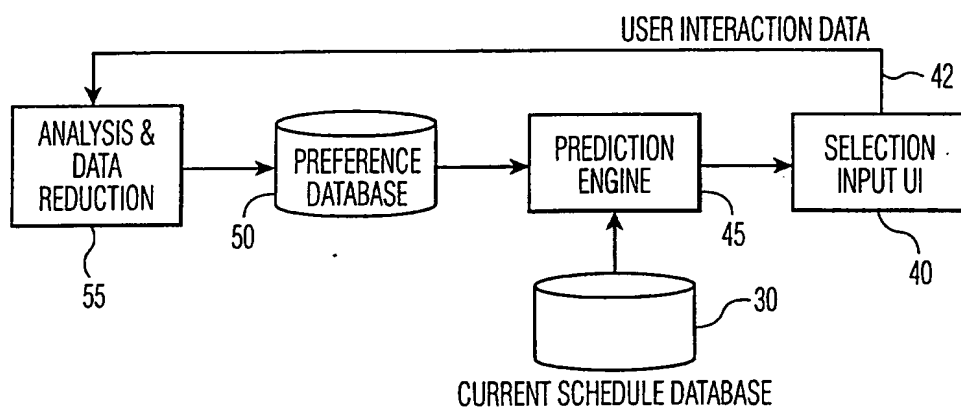 USER INTERACTION DATA
42
ANALYSIS &
DATA
REDUCTION
55
PREFERENCE
DATABASE
50
PREDICTION
ENGINE
45
SELECTION
INPUT UI
40
30
CURRENT SCHEDULE DATABASE